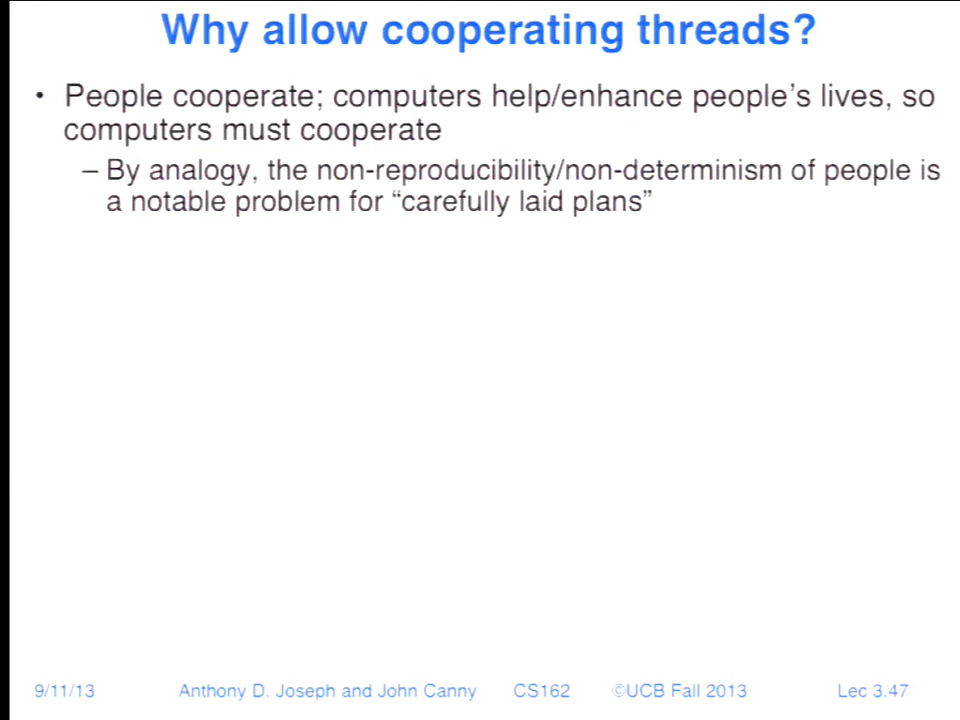 Why allow cooperating threads?
• People cooperate; computers help/enhance people's lives, so
computers must cooperate
– By analogy, the non-reproducibility/non-determinism of people is
a notable problem for “carefully laid plans”
9/11/13 Anthony D. Joseph and John Canny CS162 ©UCB Fall 2013 Lec 3.47